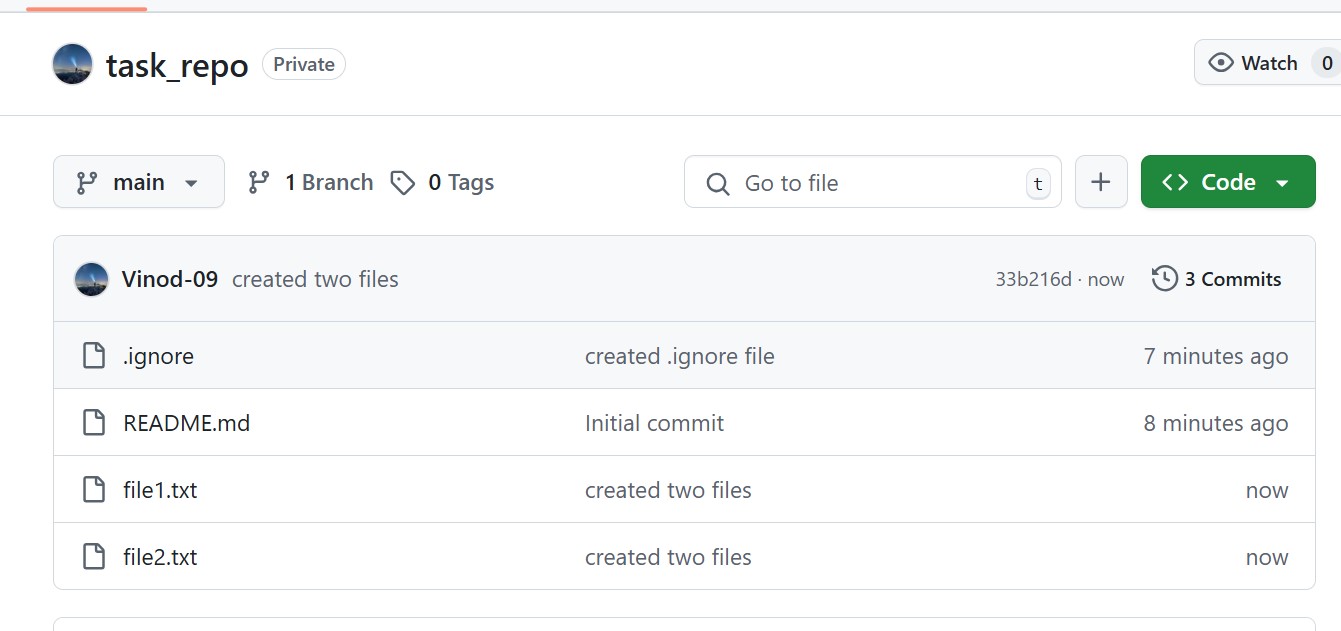 task_repo Private Watch 0
main 1 Branch 0 Tags Go to file t + Code
Vinod-09 created two files 33b216d · now 3 Commits
.ignore created .ignore file 7 minutes ago
README.md Initial commit 8 minutes ago
file1.txt created two files now
file2.txt created two files now